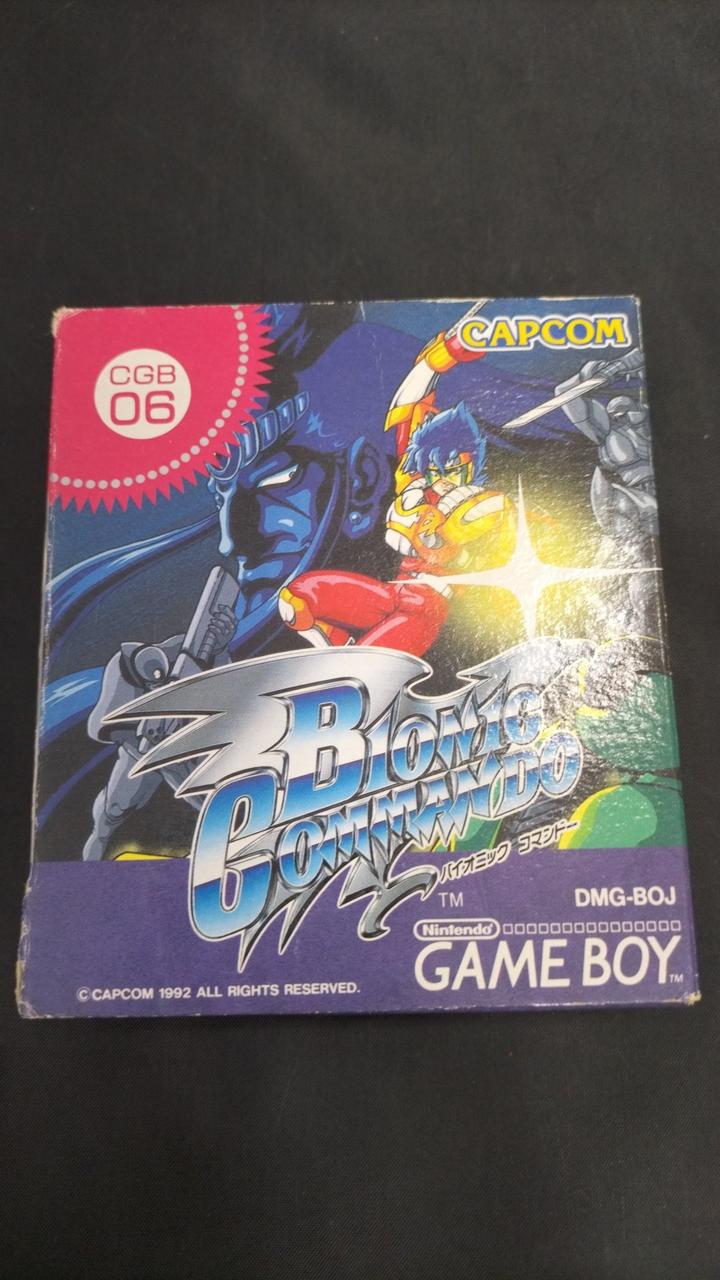 CGB
06
CAPCOM
BIONIC
COMMANDO
バイオニック コマンドー
TM
DMG-BOJ
Nintendo
GAME BOY
TM
© CAPCOM 1992 ALL RIGHTS RESERVED.